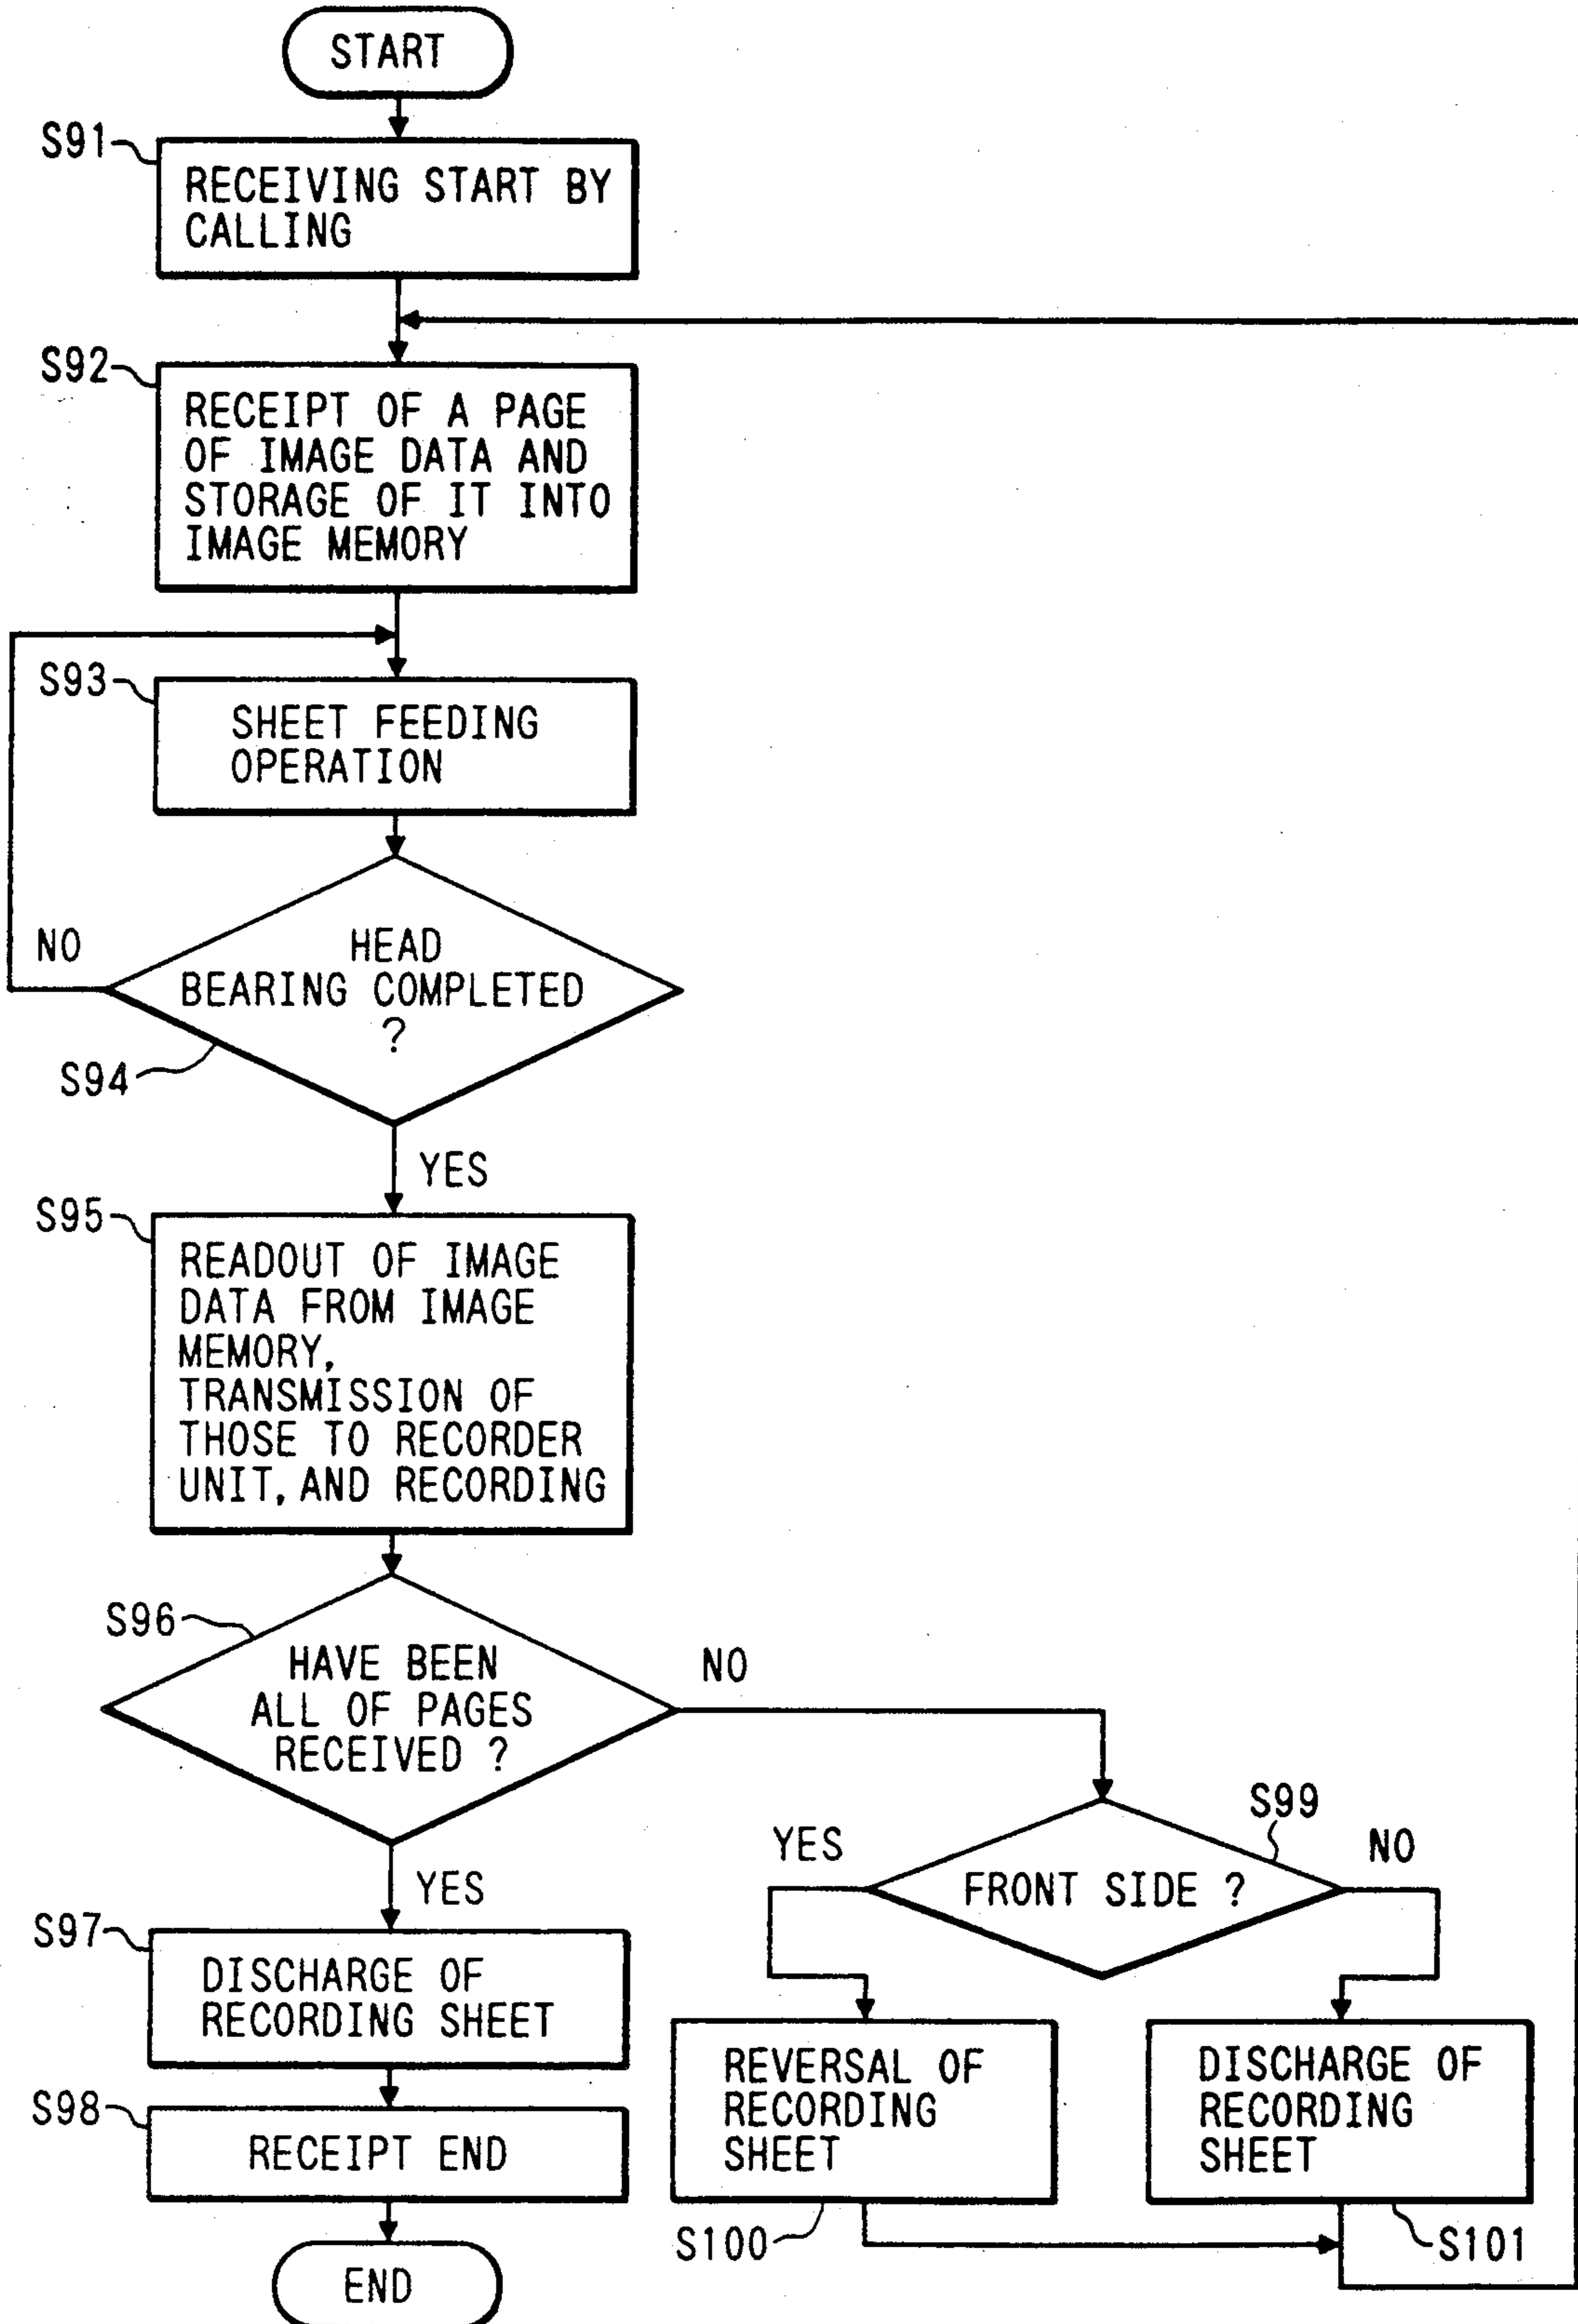 START
S91
RECEIVING START BY
CALLING
S92
RECEIPT OF A PAGE
OF IMAGE DATA AND
STORAGE OF IT INTO
IMAGE MEMORY
S93
SHEET FEEDING
OPERATION
NO
HEAD
BEARING COMPLETED
?
S94
YES
S95
READOUT OF IMAGE
DATA FROM IMAGE
MEMORY,
TRANSMISSION OF
THOSE TO RECORDER
UNIT, AND RECORDING
S96
HAVE BEEN
ALL OF PAGES
RECEIVED ?
NO
YES
S99
YES
FRONT SIDE ?
NO
S97
DISCHARGE OF
RECORDING SHEET
S98
RECEIPT END
END
REVERSAL OF
RECORDING
SHEET
S100
DISCHARGE OF
RECORDING
SHEET
S101